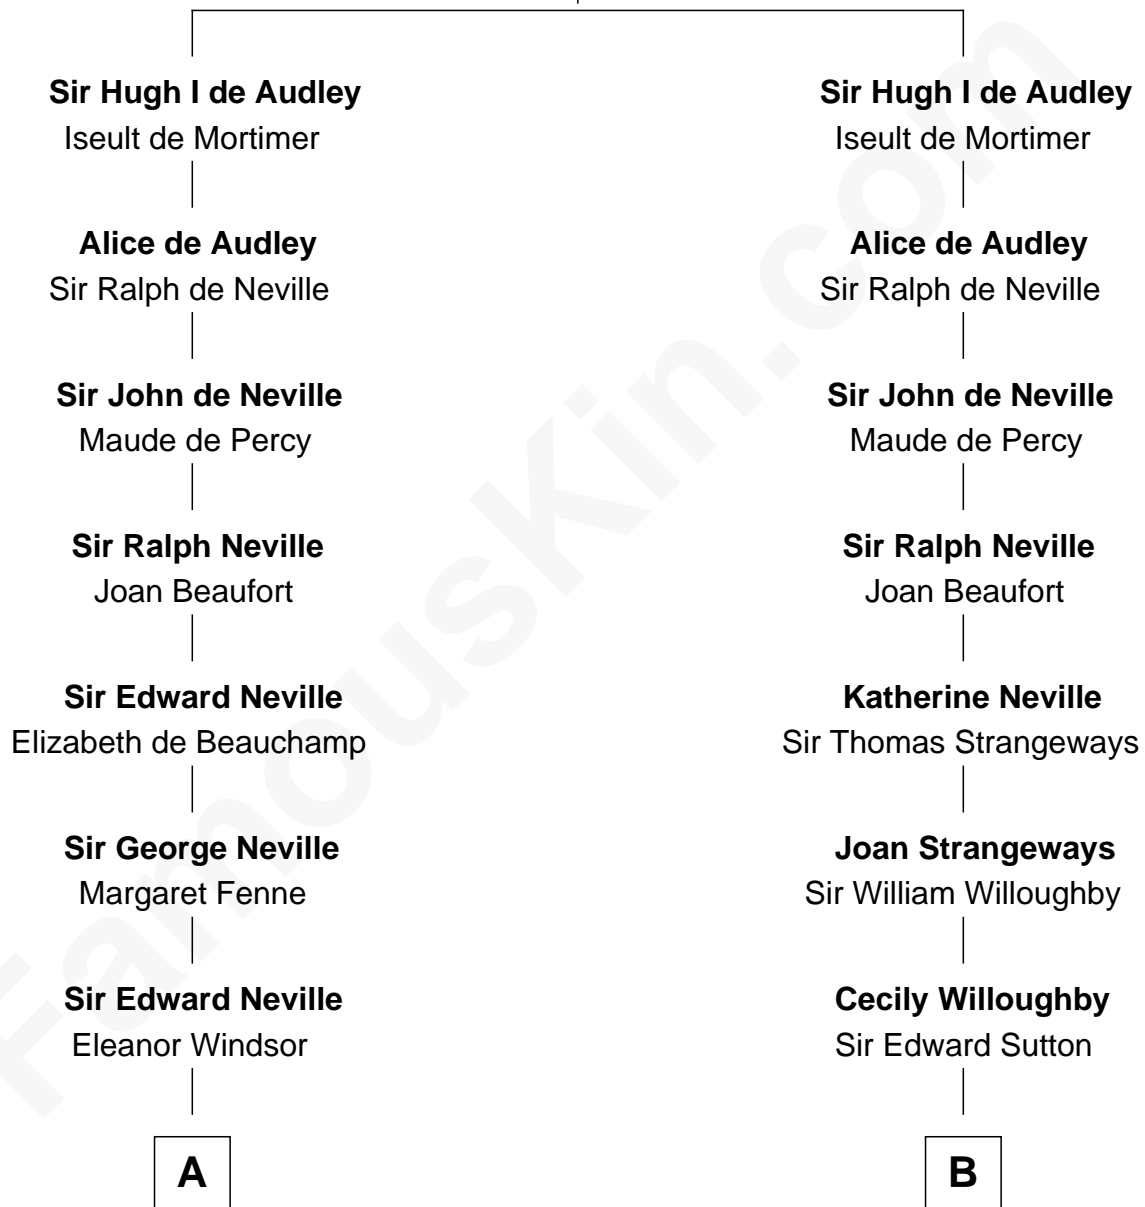 Sir Hugh I de Audley
Iseult de Mortimer
Alice de Audley
Sir Ralph de Neville
Sir John de Neville
Maude de Percy
Sir Ralph Neville
Joan Beaufort
Sir Edward Neville
Elizabeth de Beauchamp
Sir George Neville
Margaret Fenne
Sir Edward Neville
Eleanor Windsor
A
Sir Hugh I de Audley
Iseult de Mortimer
Alice de Audley
Sir Ralph de Neville
Sir John de Neville
Maude de Percy
Sir Ralph Neville
Joan Beaufort
Katherine Neville
Sir Thomas Strangeways
Joan Strangeways
Sir William Willoughby
Cecily Willoughby
Sir Edward Sutton
B
FamousKin.com